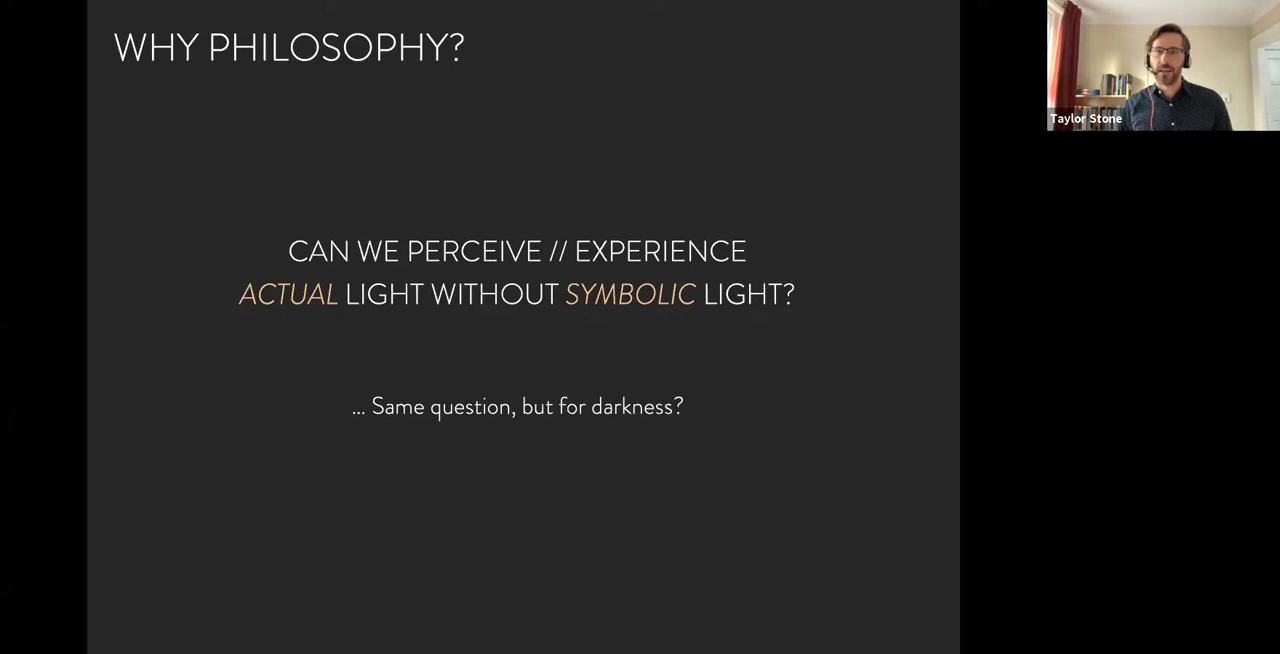 WHY PHILOSOPHY?
CAN WE PERCEIVE // EXPERIENCE
ACTUAL LIGHT WITHOUT SYMBOLIC LIGHT?
... Same question, but for darkness?
Taylor Stone